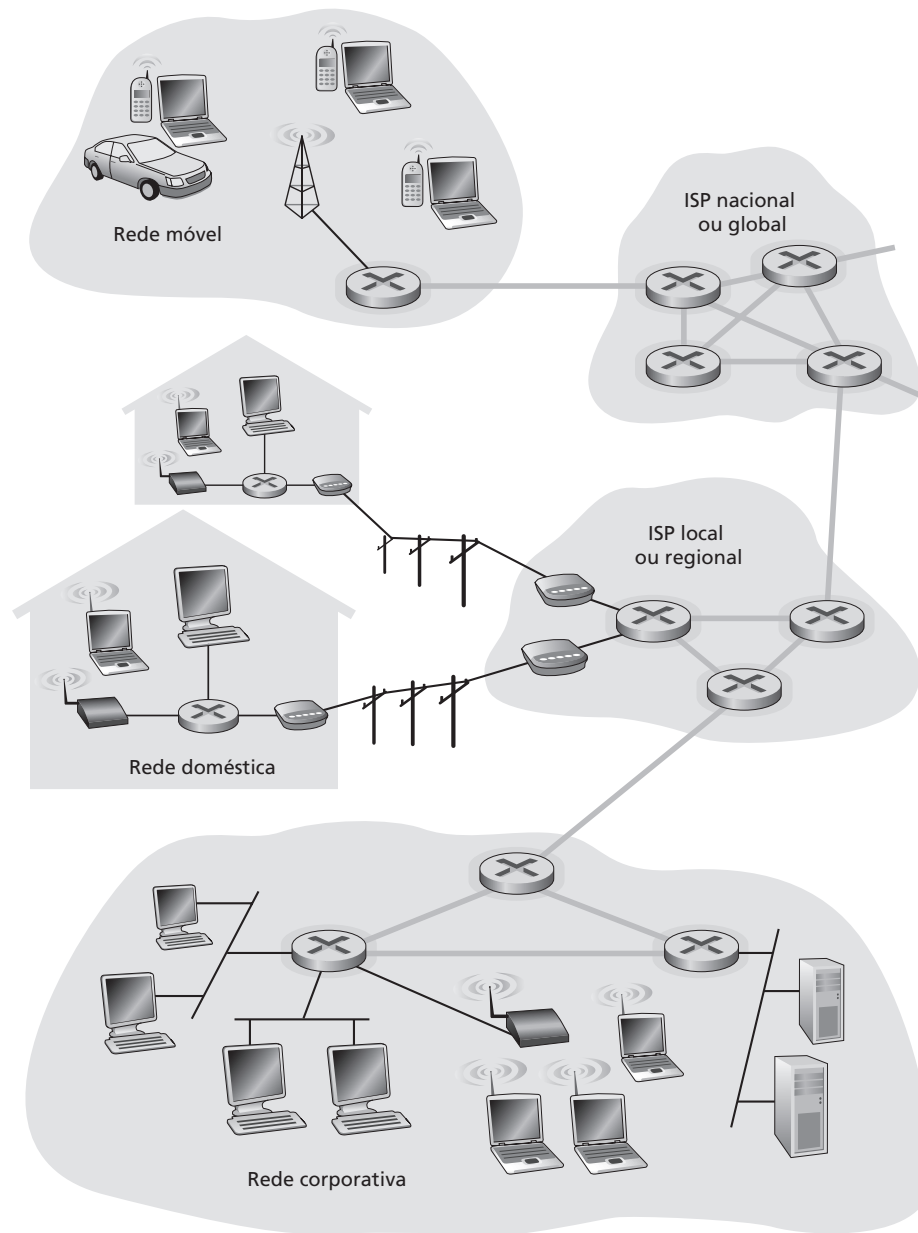 Rede móvel
ISP nacional
ou global
ISP local
ou regional
Rede doméstica
Rede corporativa